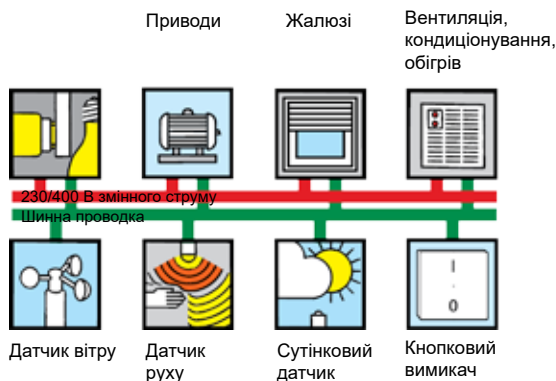 Приводи
Жалюзі
Вентиляція,
кондиціонування,
обігрів
230/400 В змінного струму
Шинна проводка
I
0
Датчик вітру
Датчик
руху
Сутінковий
датчик
Кнопковий
вимикач